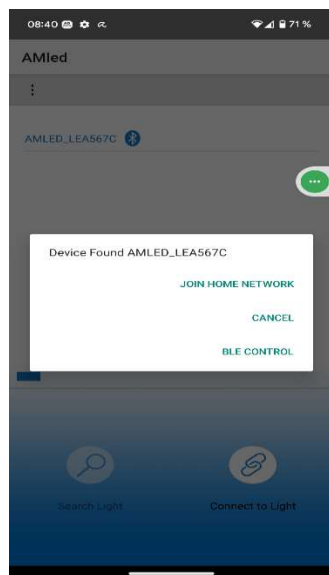 08:40 71 %
AMled
AMLED_LEA567C
Device Found AMLED_LEA567C
JOIN HOME NETWORK
CANCEL
BLE CONTROL
Search Light Connect to Light